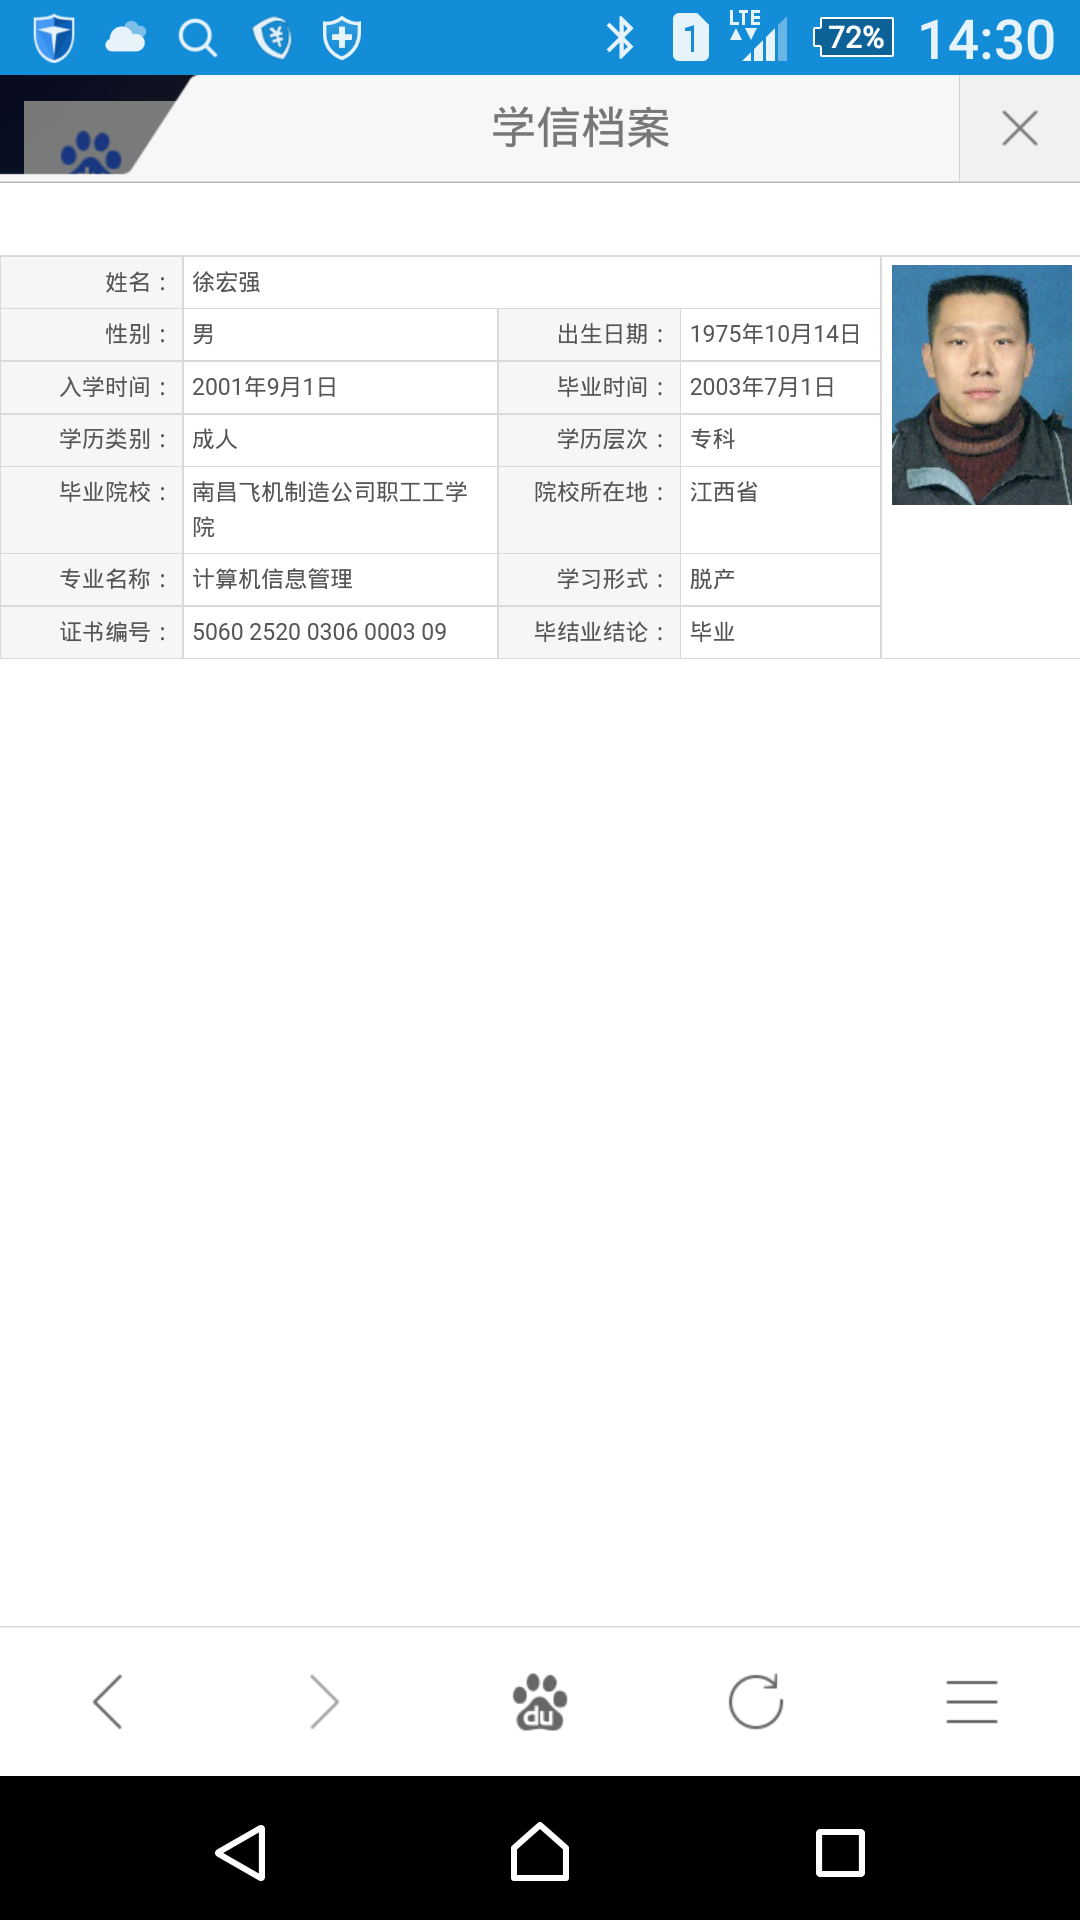 LTE
1
72%
14:30
学信档案
姓名：
徐宏强
性别：
男
出生日期：
1975年10月14日
入学时间：
2001年9月1日
毕业时间：
2003年7月1日
学历类别：
成人
学历层次：
专科
毕业院校：
南昌飞机制造公司职工工学
院
院校所在地：
江西省
专业名称：
计算机信息管理
学习形式：
脱产
证书编号：
5060 2520 0306 0003 09
毕结业结论：
毕业
du